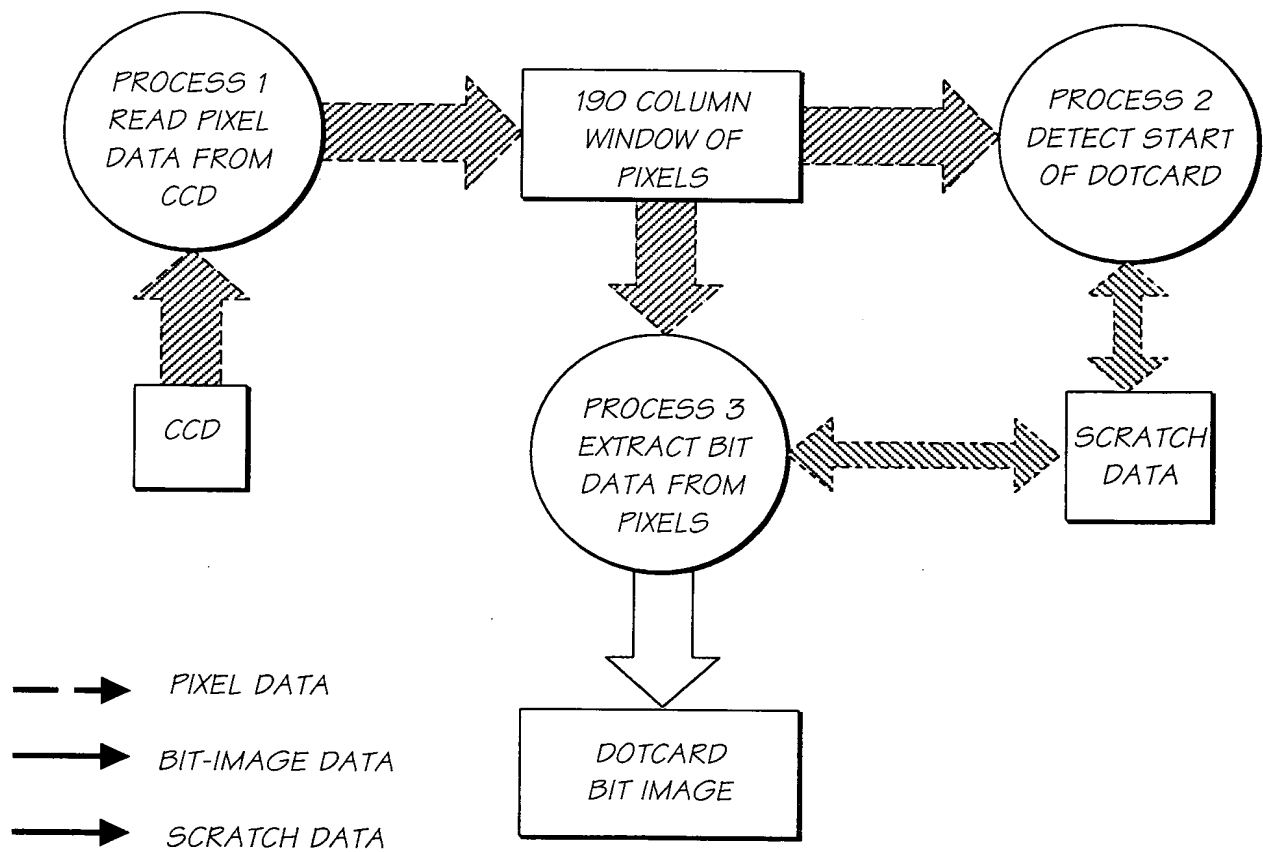 PROCESS 1
READ PIXEL
DATA FROM
CCD
190 COLUMN
WINDOW OF
PIXELS
PROCESS 2
DETECT START
OF DOTCARD
CCD
PROCESS 3
EXTRACT BIT
DATA FROM
PIXELS
SCRATCH
DATA
PIXEL DATA
BIT-IMAGE DATA
SCRATCH DATA
DOTCARD
BIT IMAGE